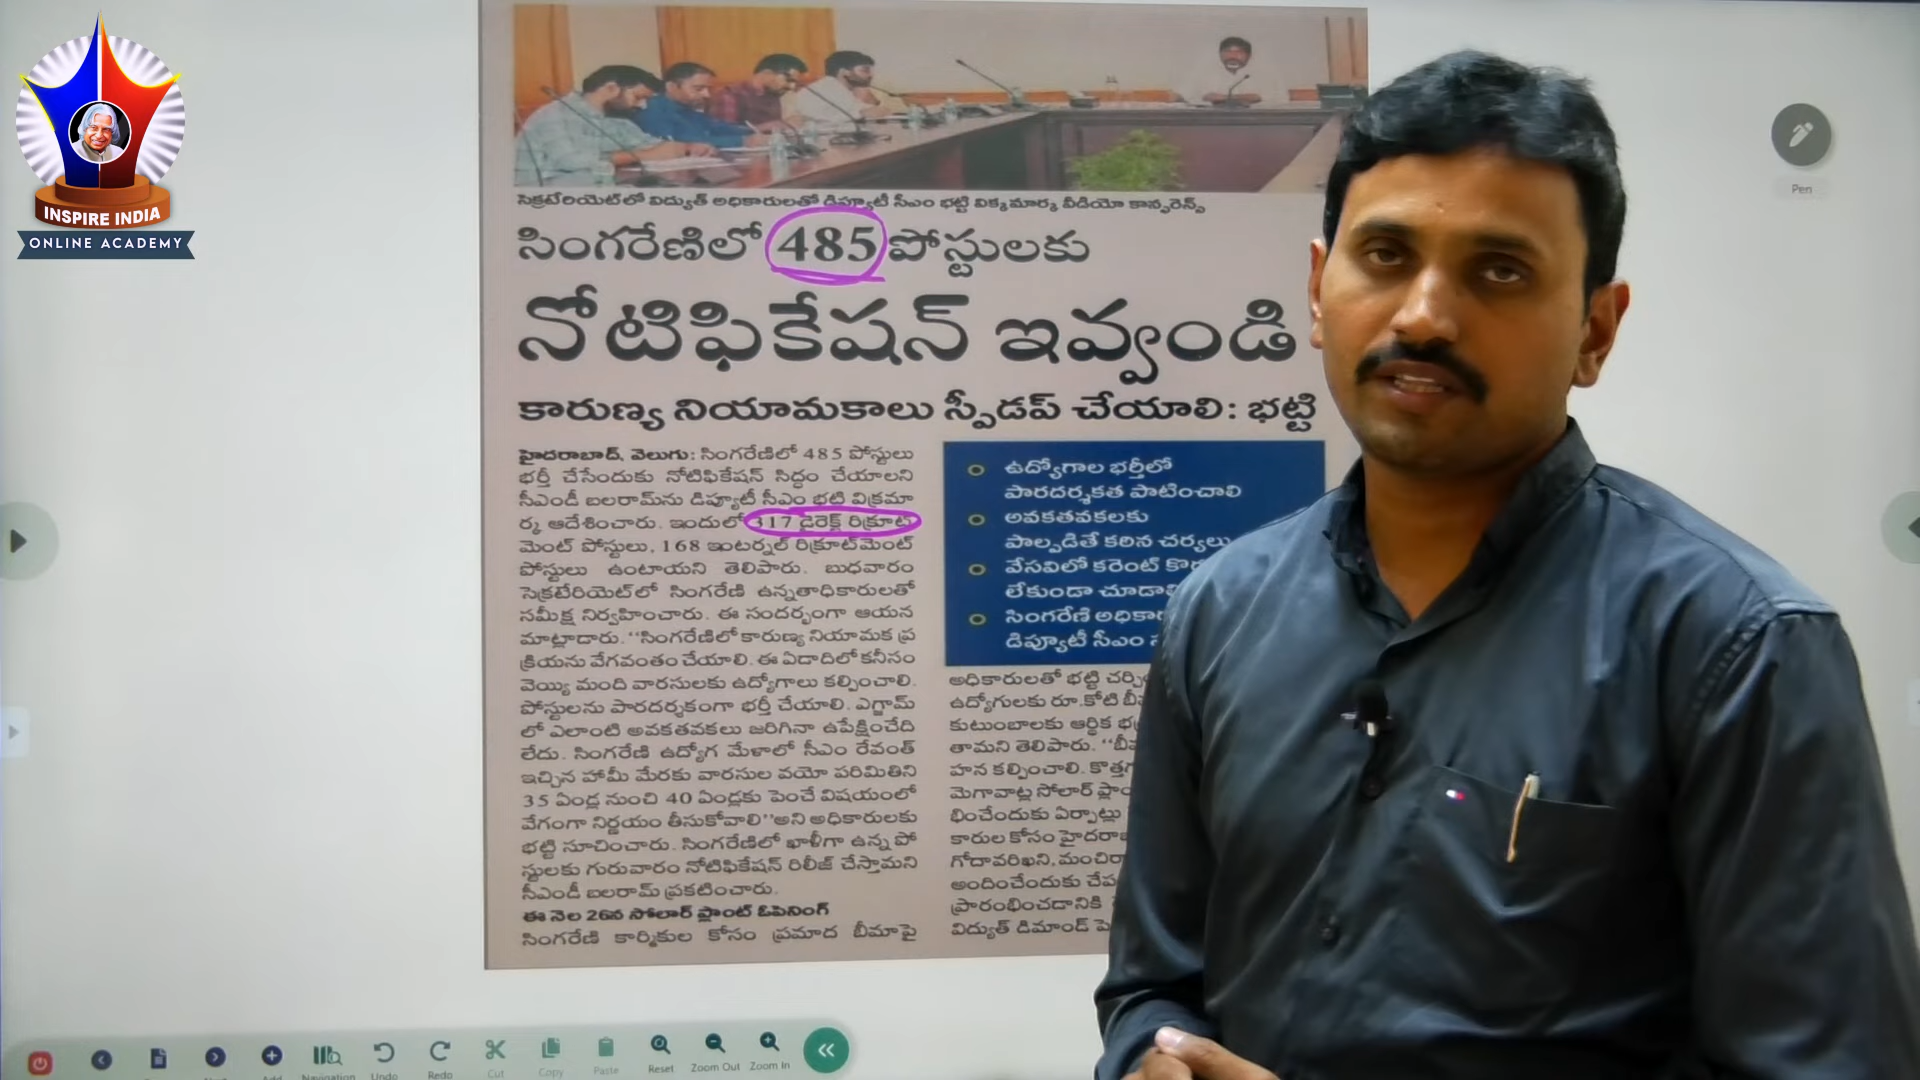 INSPIRE INDIA
ONLINE ACADEMY
Pen
సెక్రటేరియెట్‌లో విద్యుత్ అధికారులతో డిప్యూటీ సీఎం భట్టి విక్కమార్క వీడియో కాన్ఫరెన్స్
సింగరేణిలో 485 పోస్టులకు
నోటిఫికేషన్ ఇవ్వండి
కారుణ్య నియామకాలు స్పీడప్ చేయాలి: భట్టి
హైదరాబాద్, వెలుగు: సింగరేణిలో 485 పోస్టులు
భర్తీ చేసేందుకు నోటిఫికేషన్ సిద్ధం చేయాలని
సీఎండీ బలరామ్‌ను డిప్యూటీ సీఎం భట్టి విక్రమా
ర్క ఆదేశించారు. ఇందులో 317 డైరెక్ట్ రిక్రూట్
మెంట్ పోస్టులు, 168 ఇంటర్నల్ రిక్రూట్‌మెంట్
పోస్టులు ఉంటాయని తెలిపారు. బుధవారం
సెక్రటేరియెట్‌లో సింగరేణి ఉన్నతాధికారులతో
సమీక్ష నిర్వహించారు. ఈ సందర్భంగా ఆయన
మాట్లాడారు. ‘‘సింగరేణిలో కారుణ్య నియామక ప్ర
క్రియను వేగవంతం చేయాలి. ఈ ఏడాదిలో కనీసం
వెయ్యి మంది వారసులకు ఉద్యోగాలు కల్పించాలి.
పోస్టులను పారదర్శకంగా భర్తీ చేయాలి. ఎగ్జామ్
లో ఎలాంటి అవకతవకలు జరిగినా ఉపేక్షించేది
లేదు. సింగరేణి ఉద్యోగ మేళాలో సీఎం రేవంత్
ఇచ్చిన హామీ మేరకు వారసుల వయో పరిమితిని
35 ఏండ్ల నుంచి 40 ఏండ్లకు పెంచే విషయంలో
వేగంగా నిర్ణయం తీసుకోవాలి’’అని అధికారులకు
భట్టి సూచించారు. సింగరేణిలో ఖాళీగా ఉన్న పో
స్టులకు గురువారం నోటిఫికేషన్ రిలీజ్ చేస్తామని
సీఎండీ బలరామ్ ప్రకటించారు.
ఈ నెల 26న సోలార్ ప్లాంట్ ఓపెనింగ్
సింగరేణి కార్మికుల కోసం ప్రమాద బీమాపై
ఉద్యోగాల భర్తీలో
పారదర్శకత పాటించాలి
అవకతవకలకు
పాల్పడితే కఠిన చర్యలు
వేసవిలో కరెంట్
లేకుండా
సింగరేణి
డిప్యూటీ సీఎం
అధికారులతో భట్టి
ఉద్యోగులకు రూ.కోటి
కుటుంబాలకు ఆర్థిక
తామని తెలిపారు.
హన కల్పించాలి.
మెగావాట్ల సోలార్
భించేందుకు ఏర్పాట్లు
కారుల కోసం
గోదావరిఖని,
అందించేందుకు
ప్రారంభించడానికి
విద్యుత్ డిమాండ్
Navigation Undo Redo Cut Copy Paste Reset Zoom Out Zoom In